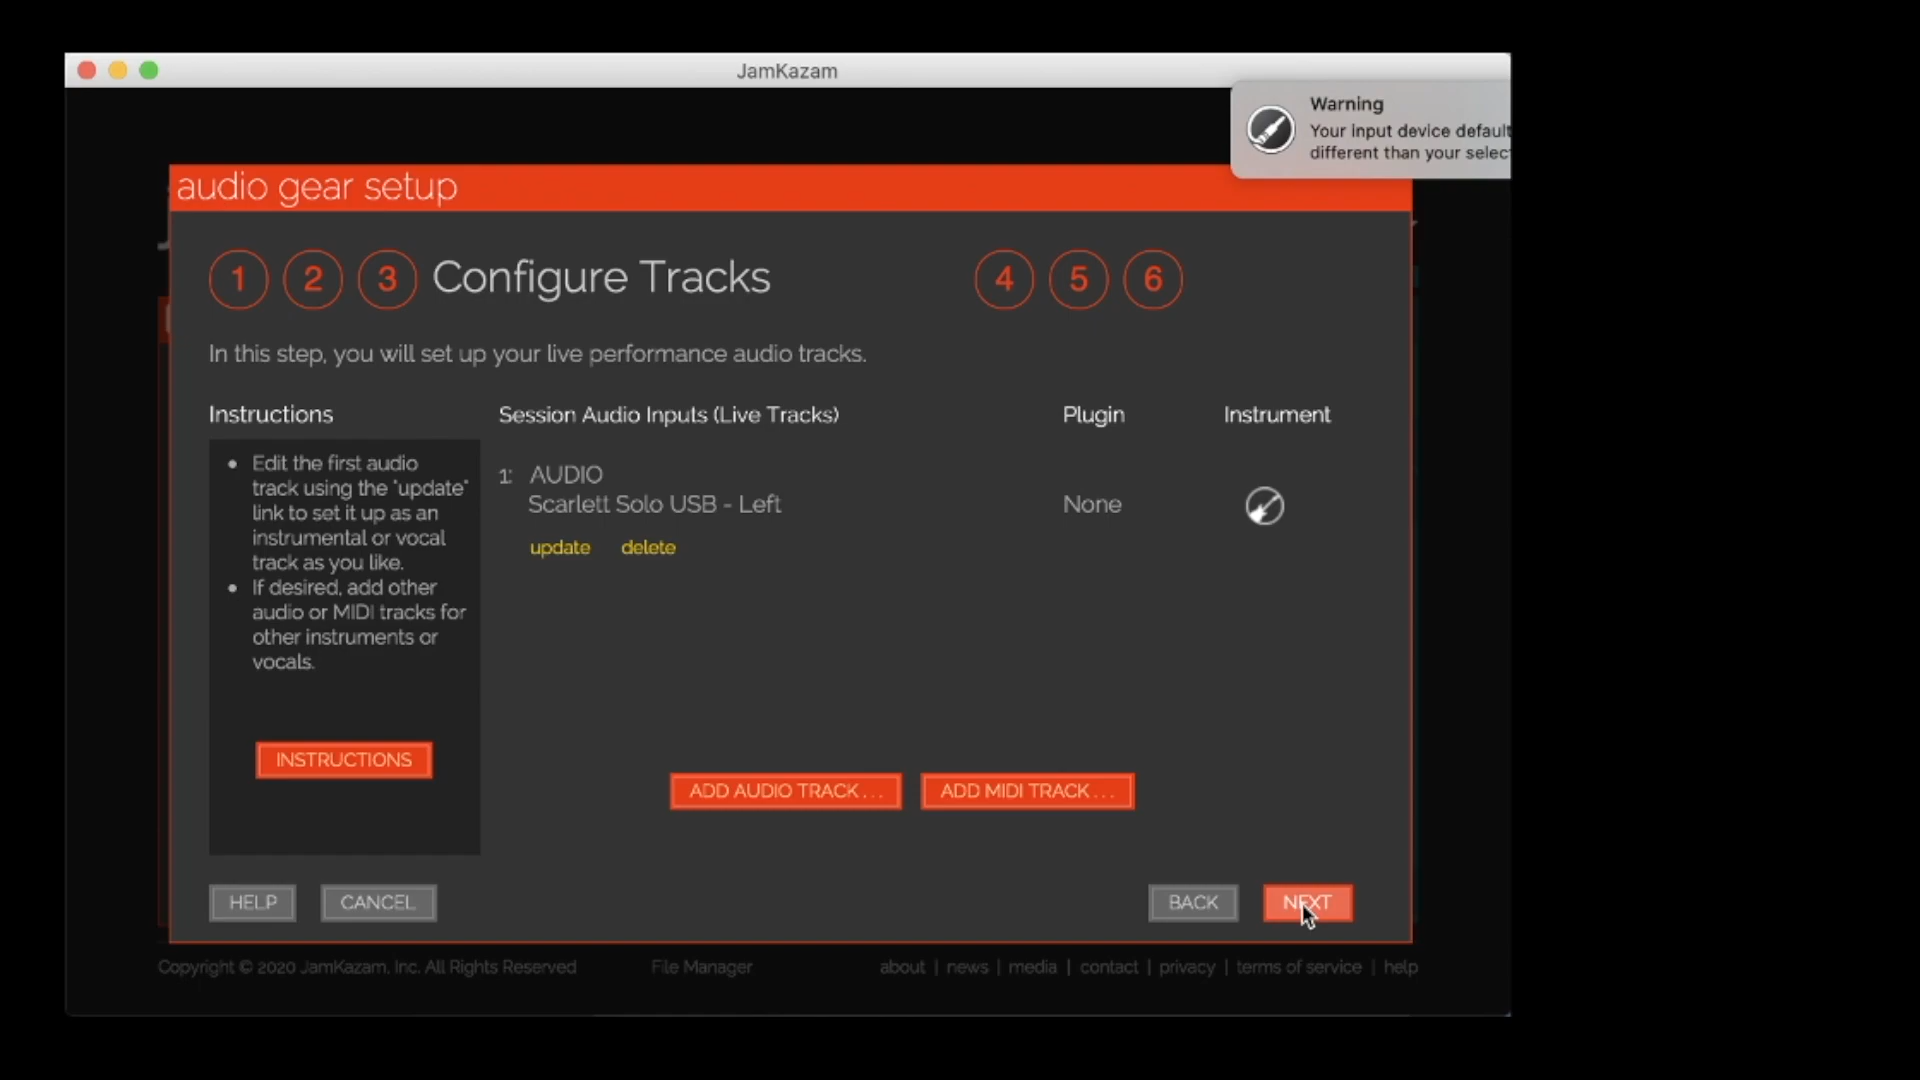 JamKazam
Warning
Your input device default
different than your selec
audio gear setup
1 2 3 Configure Tracks 4 5 6
In this step, you will set up your live performance audio tracks.
Instructions
Session Audio Inputs (Live Tracks)
Plugin
Instrument
• Edit the first audio
track using the "update"
link to set it up as an
instrumental or vocal
track as you like.
• If desired, add other
audio or MIDI tracks for
other instruments or
vocals.
INSTRUCTIONS
1: AUDIO
Scarlett Solo USB - Left
None
update delete
ADD AUDIO TRACK . . .
ADD MIDI TRACK . . .
HELP
CANCEL
BACK
NEXT
Copyright © 2020 JamKazam, Inc. All Rights Reserved
File Manager
about | news | media | contact | privacy | terms of service | help